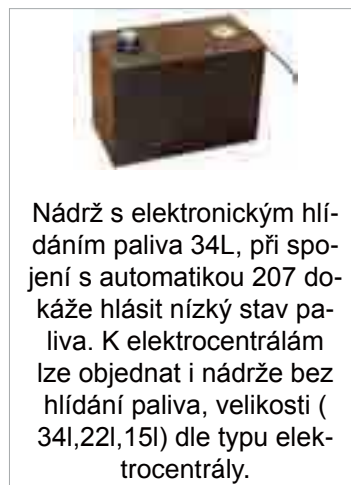 Nádrž s elektronickým hlí-
dáním paliva 34L, při spo-
jení s automatikou 207 do-
káže hlásit nízký stav pa-
liva. K elektrocentrálám
lze objednat i nádrže bez
hlídání paliva, velikosti (
34l,22l,15l) dle typu elek-
trocentrály.